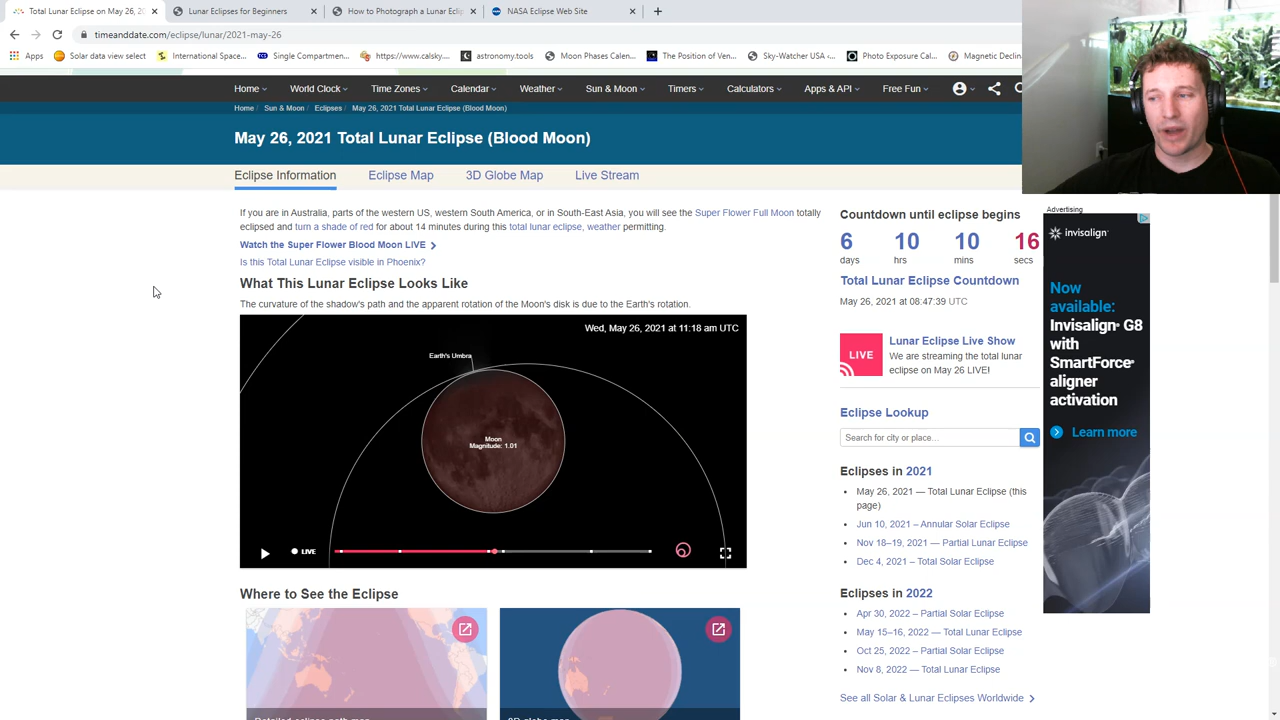 Total Lunar Eclipse on May 26, 20
Lunar Eclipses for Beginners
How to Photograph a Lunar Eclip
NASA Eclipse Web Site
timeanddate.com/eclipse/lunar/2021-may-26
Apps
Solar data view select
International Space...
Single Compartmen...
https://www.calsky....
astronomy.tools
Moon Phases Calen...
The Position of Ven...
Sky-Watcher USA ‹...
Photo Exposure Cal...
Magnetic Declin
Home World Clock Time Zones Calendar Weather Sun & Moon Timers Calculators Apps & API Free Fun
Home / Sun & Moon / Eclipses / May 26, 2021 Total Lunar Eclipse (Blood Moon)
May 26, 2021 Total Lunar Eclipse (Blood Moon)
Eclipse Information Eclipse Map 3D Globe Map Live Stream
If you are in Australia, parts of the western US, western South America, or in South-East Asia, you will see the Super Flower Full Moon totally
eclipsed and turn a shade of red for about 14 minutes during this total lunar eclipse, weather permitting.
Watch the Super Flower Blood Moon LIVE
Is this Total Lunar Eclipse visible in Phoenix?
What This Lunar Eclipse Looks Like
The curvature of the shadow's path and the apparent rotation of the Moon's disk is due to the Earth's rotation.
Wed, May 26, 2021 at 11:18 am UTC
Earth's Umbra
Moon
Magnitude: 1.01
LIVE
Where to See the Eclipse
Countdown until eclipse begins
6 10 10 16
days hrs mins secs
Total Lunar Eclipse Countdown
May 26, 2021 at 08:47:39 UTC
LIVE
Lunar Eclipse Live Show
We are streaming the total lunar
eclipse on May 26 LIVE!
Eclipse Lookup
Search for city or place...
Eclipses in 2021
May 26, 2021 — Total Lunar Eclipse (this
page)
Jun 10, 2021 – Annular Solar Eclipse
Nov 18–19, 2021 — Partial Lunar Eclipse
Dec 4, 2021 – Total Solar Eclipse
Eclipses in 2022
Apr 30, 2022 – Partial Solar Eclipse
May 15–16, 2022 — Total Lunar Eclipse
Oct 25, 2022 – Partial Solar Eclipse
Nov 8, 2022 — Total Lunar Eclipse
See all Solar & Lunar Eclipses Worldwide
Advertising
invisalign
Now
available:
Invisalign G8
with
SmartForce
aligner
activation
Learn more